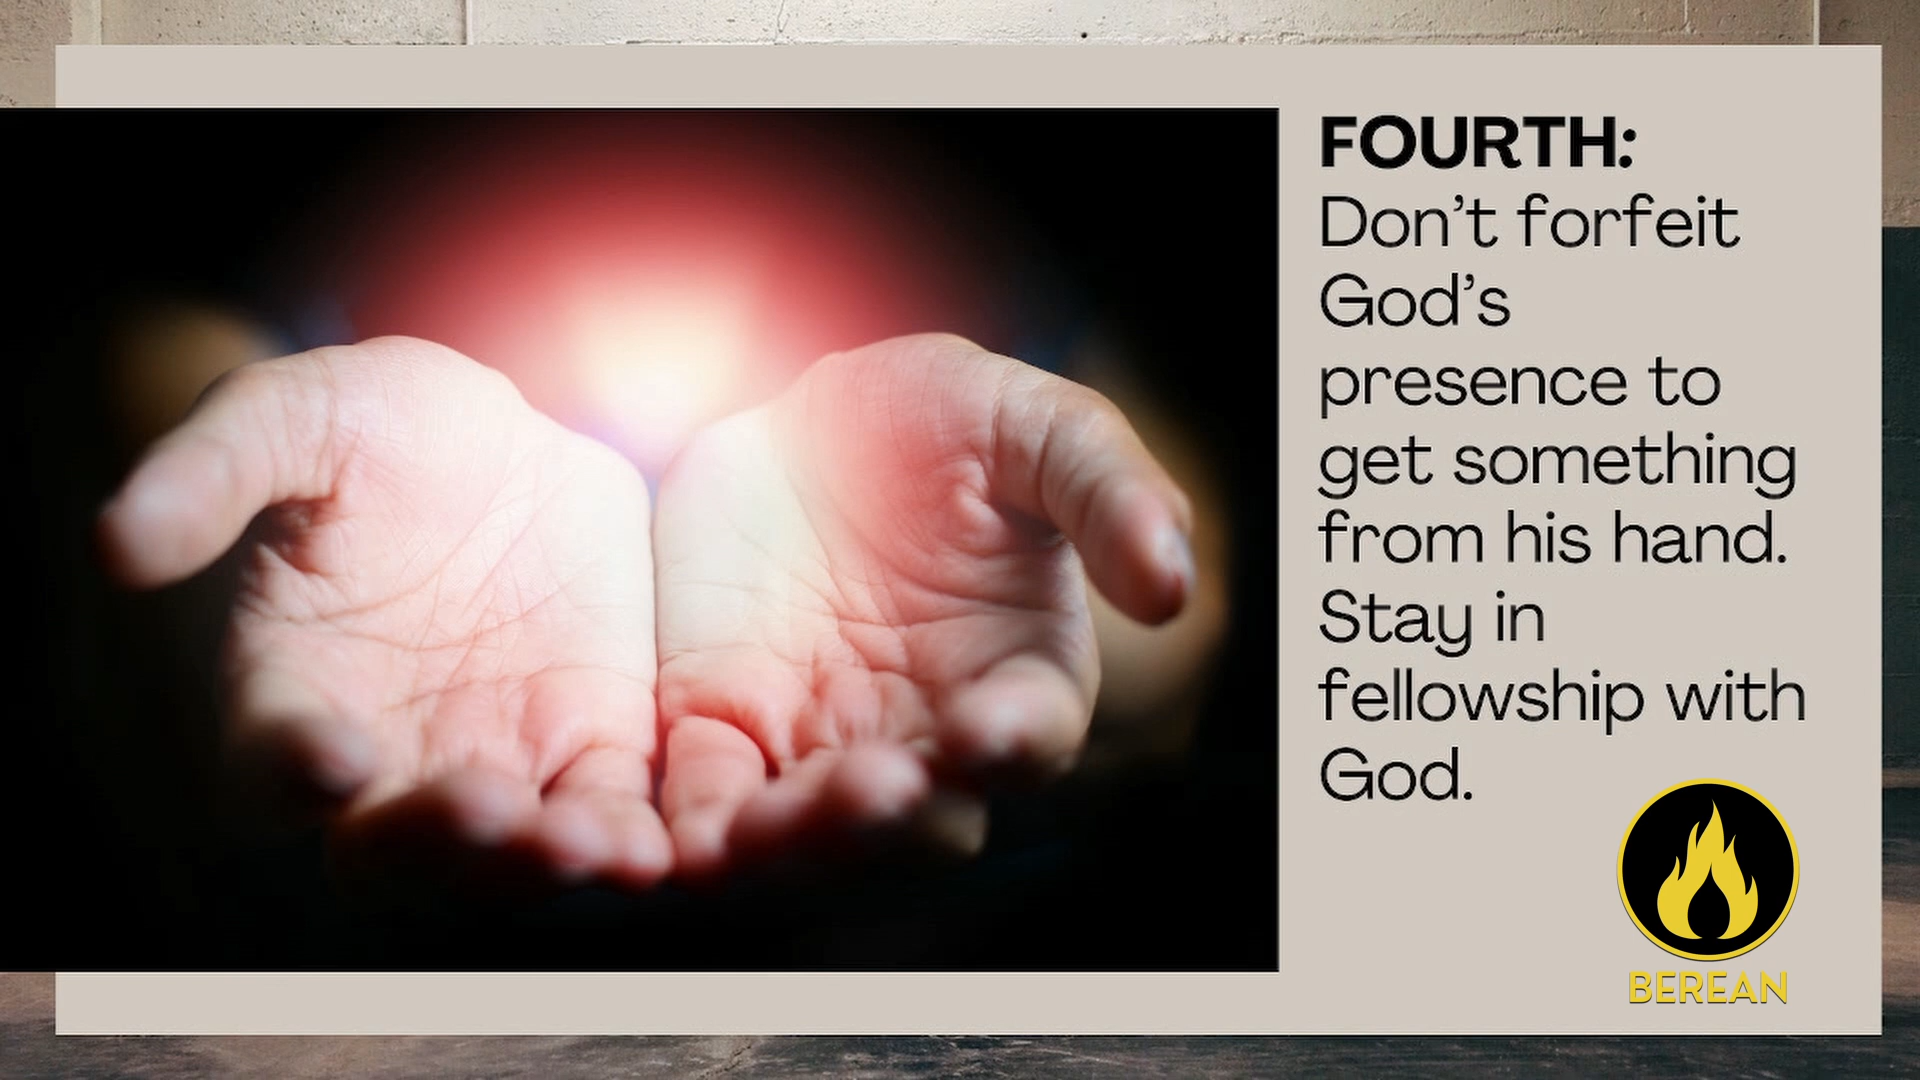 FOURTH:
Don’t forfeit
God’s
presence to
get something
from his hand.
Stay in
fellowship with
God.
BEREAN